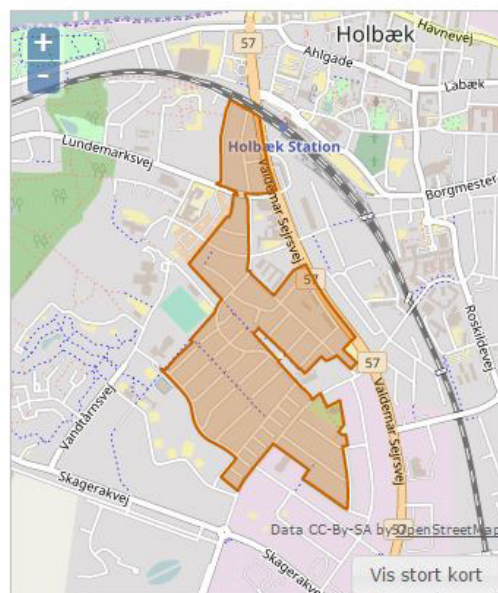 +
57
Holbæk
Havnevej
Ahlgade
Labæk
-
Lundemarksvej
Holbæk Station
Valdemar Sejrsvej
Borgmester
57
Roskildevej
57
Vandtårnsvej
Valdemar Sejrsvej
Skagerakvej
Data CC-By-SA by OpenStreetMap
57
Skagerakvej
Vis stort kort